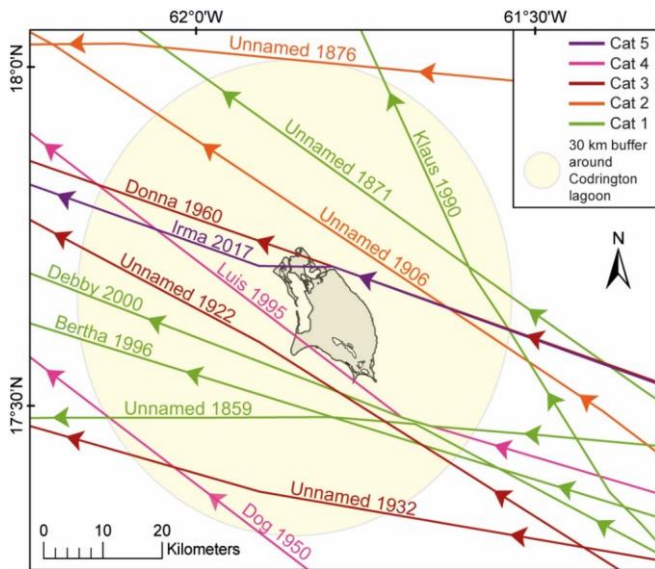 62°0'W
61°30'W
18°0'N
17°30'N
Unnamed 1876
Unnamed 1871
Klaus 1990
Donna 1960
Irma 2017
Unnamed 1906
Luis 1995
Unnamed 1922
Debby 2000
Bertha 1996
Unnamed 1859
Unnamed 1932
Dog 1950
Cat 5
Cat 4
Cat 3
Cat 2
Cat 1
30 km buffer
around
Codrington
lagoon
N
0 10 20
Kilometers